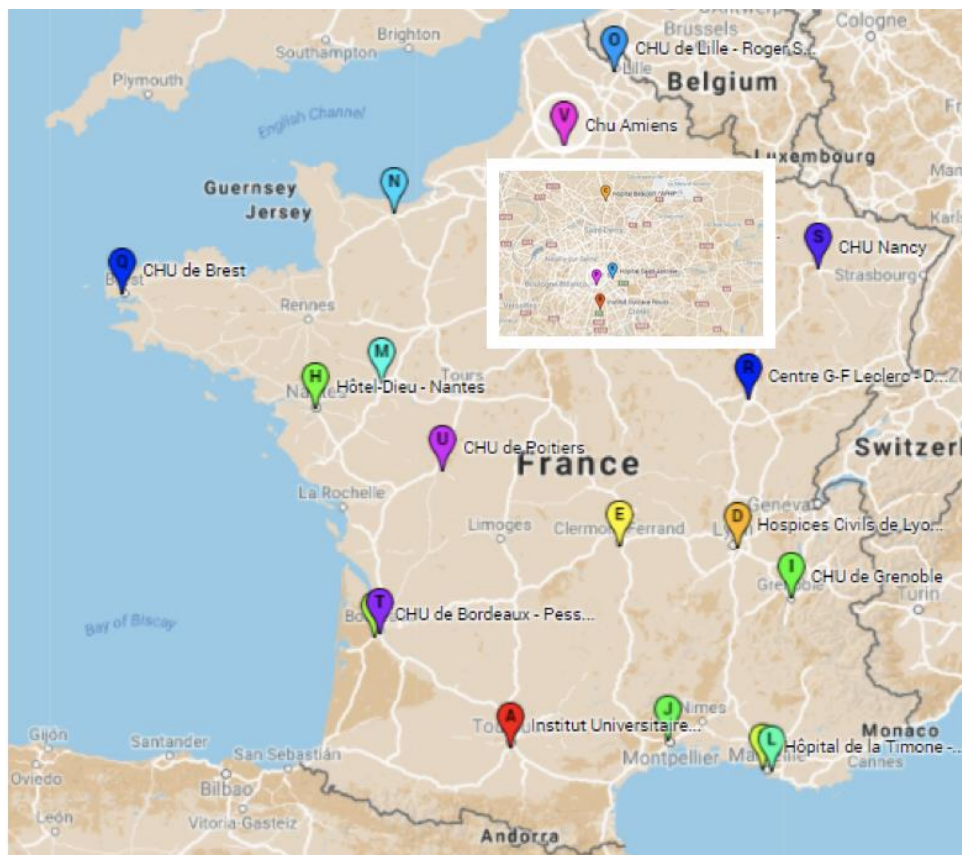 Brussels
Cologne
Southampton
Brighton
O
CHU de Lille - Roger S...
Lille
Plymouth
Belgium
English Channel
V
Chu Amiens
Luxembourg
Guernsey
Jersey
N
S
CHU Nancy
Strasbourg
Q
CHU de Brest
Brest
Rennes
M
Tours
H
Hôtel-Dieu - Nantes
Nantes
R
Centre G-F Leclerc - D...
U
CHU de Poitiers
France
Switzerl
La Rochelle
Geneva
Limoges
E
Clermont-Ferrand
D
Hospices Civils de Lyo...
Lyon
I
CHU de Grenoble
Grenoble
Turin
Bay of Biscay
T
CHU de Bordeaux - Pess...
A
Institut Universitaire...
J
Nimes
Montpellier
L
Hôpital de la Timone -...
Monaco
Cannes
Gijón
Santander
San Sebastián
Oviedo
Bilbao
Vitoria-Gasteiz
León
Andorra